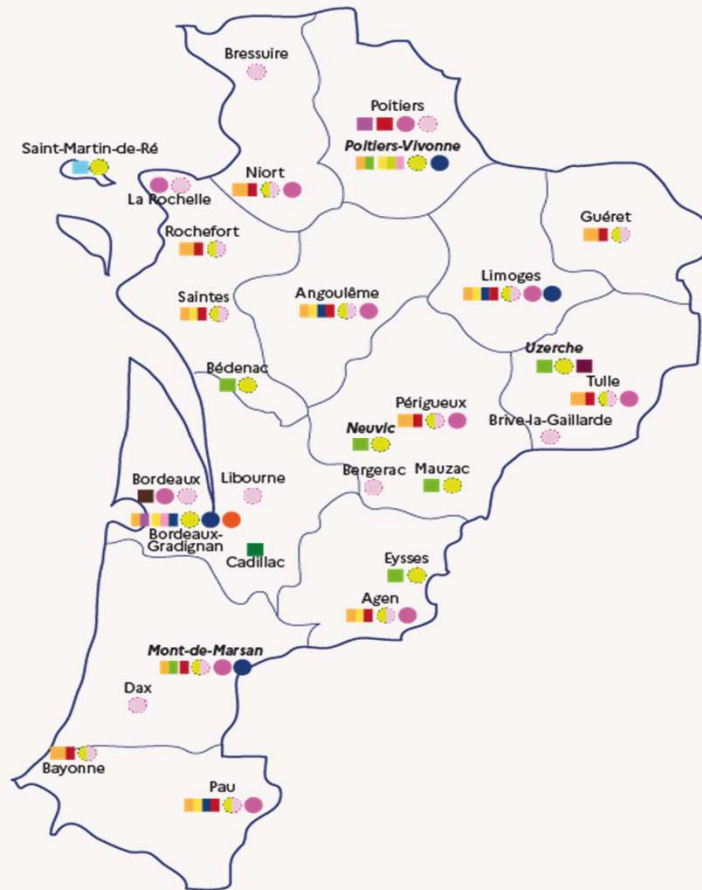 Bressuire
Poitiers
Poitiers-Vivonne
Saint-Martin-de-Ré
Niort
La Rochelle
Guéret
Rochefort
Limoges
Saintes
Angoulême
Uzerche
Bédenac
Tulle
Périgueux
Brive-la-Gaillarde
Neuvic
Bergerac
Mauzac
Bordeaux
Libourne
Bordeaux-
Gradignan
Cadillac
Eysses
Agen
Mont-de-Marsan
Dax
Bayonne
Pau